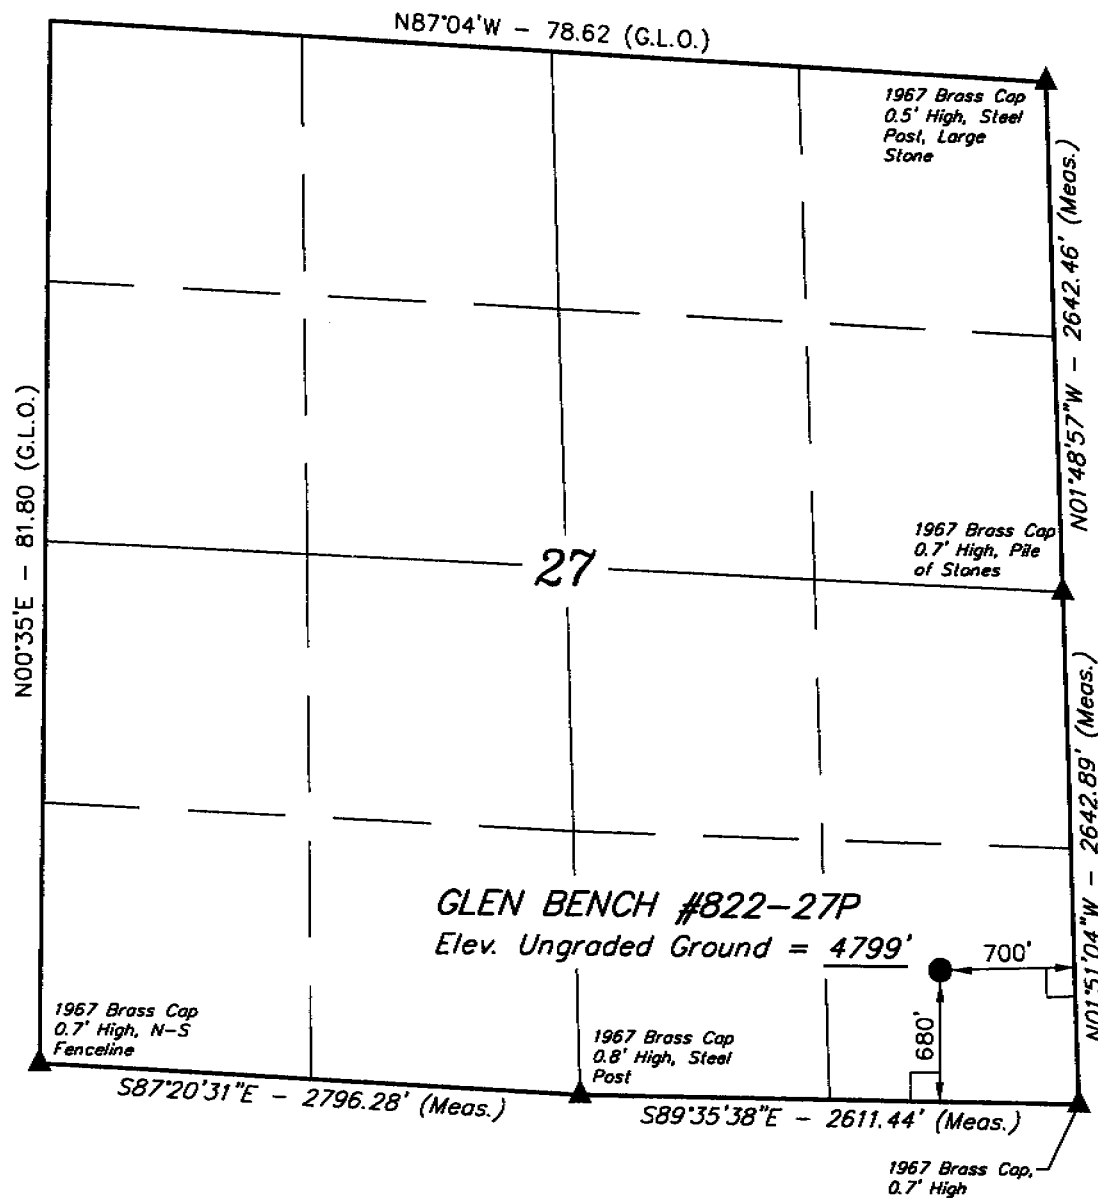 N87°04'W - 78.62 (G.L.O.)
1967 Brass Cap
0.5' High, Steel
Post, Large
Stone
N01°48'57"W - 2642.46' (Meas.)
N00°35'E - 81.80 (G.L.O.)
1967 Brass Cap
0.7' High, Pile
of Stones
27
N01°51'04"W - 2642.89' (Meas.)
GLEN BENCH #822-27P
Elev. Ungraded Ground = 4799'
700'
680'
1967 Brass Cap
0.7' High, N-S
Fenceline
1967 Brass Cap
0.8' High, Steel
Post
S87°20'31"E - 2796.28' (Meas.)
S89°35'38"E - 2611.44' (Meas.)
1967 Brass Cap,
0.7' High